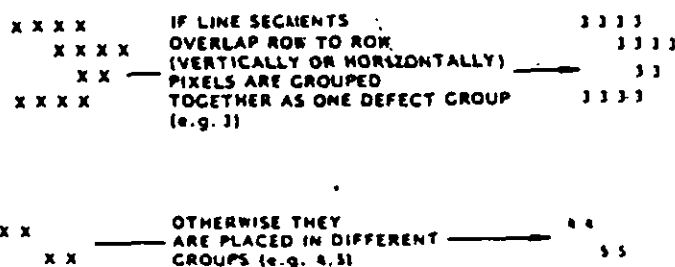 X X X X IF LINE SEGMENTS 3 3 3 3
X X X X OVERLAP ROW TO ROW 3 3 3 3
X X (VERTICALLY OR HORIZONTALLY) 3 3
PIXELS ARE GROUPED
X X X X TOGETHER AS ONE DEFECT GROUP 3 3 3 3
(e.g. 3)
OTHERWISE THEY
X X ARE PLACED IN DIFFERENT 4 4
X X GROUPS (e.g. 4,5) 5 5